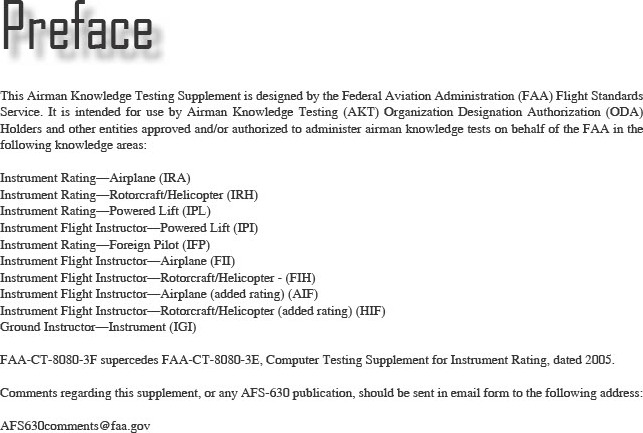 Preface
This Airman Knowledge Testing Supplement is designed by the Federal Aviation Administration (FAA) Flight Standards
Service. It is intended for use by Airman Knowledge Testing (AKT) Organization Designation Authorization (ODA)
Holders and other entities approved and/or authorized to administer airman knowledge tests on behalf of the FAA in the
following knowledge areas:
Instrument Rating—Airplane (IRA)
Instrument Rating—Rotorcraft/Helicopter (IRH)
Instrument Rating—Powered Lift (IPL)
Instrument Flight Instructor—Powered Lift (IPI)
Instrument Rating—Foreign Pilot (IFP)
Instrument Flight Instructor—Airplane (FII)
Instrument Flight Instructor—Rotorcraft/Helicopter - (FIH)
Instrument Flight Instructor—Airplane (added rating) (AIF)
Instrument Flight Instructor—Rotorcraft/Helicopter (added rating) (HIF)
Ground Instructor—Instrument (IGI)
FAA-CT-8080-3F supercedes FAA-CT-8080-3E, Computer Testing Supplement for Instrument Rating, dated 2005.
Comments regarding this supplement, or any AFS-630 publication, should be sent in email form to the following address:
AFS630comments@faa.gov